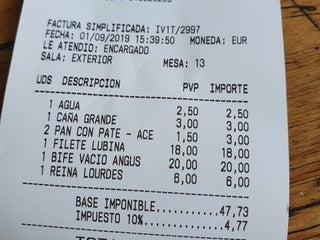 FACTURA SIMPLIFICADA: IV1T/2997
FECHA: 01/09/2019 15:39:50 MONEDA: EUR
LE ATENDIO: ENCARGADO
SALA: EXTERIOR MESA: 13
UDS DESCRIPCION PVP IMPORTE
1 AGUA 2,50 2,50
1 CAÑA GRANDE 3,00 3,00
2 PAN CON PATE - ACE 1,50 3,00
1 FILETE LUBINA 18,00 18,00
1 BIFE VACIO ANGUS 20,00 20,00
1 REINA LOURDES 6,00 6,00
BASE IMPONIBLE...........47,73
IMPUESTO 10%.............4,77